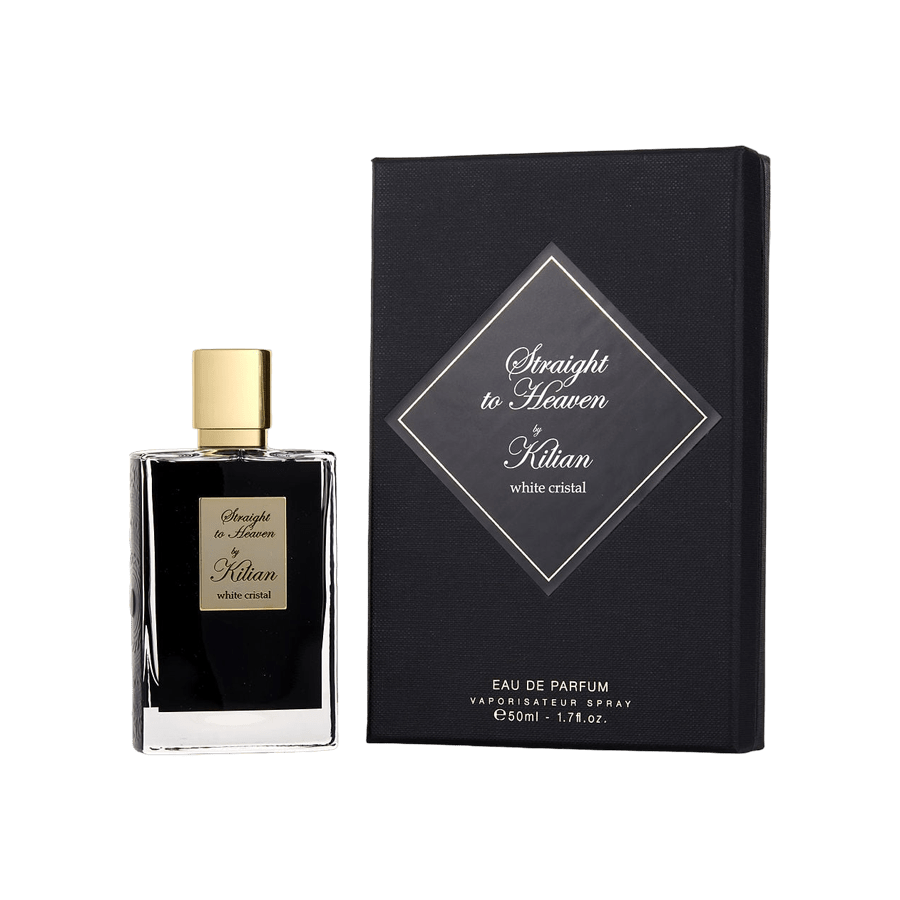 Straight
to Heaven
by
Kilian
white cristal
Straight
to Heaven
by
Kilian
white cristal
EAU DE PARFUM
VAPORISATEUR SPRAY
℮50ml - 1.7fl.oz.